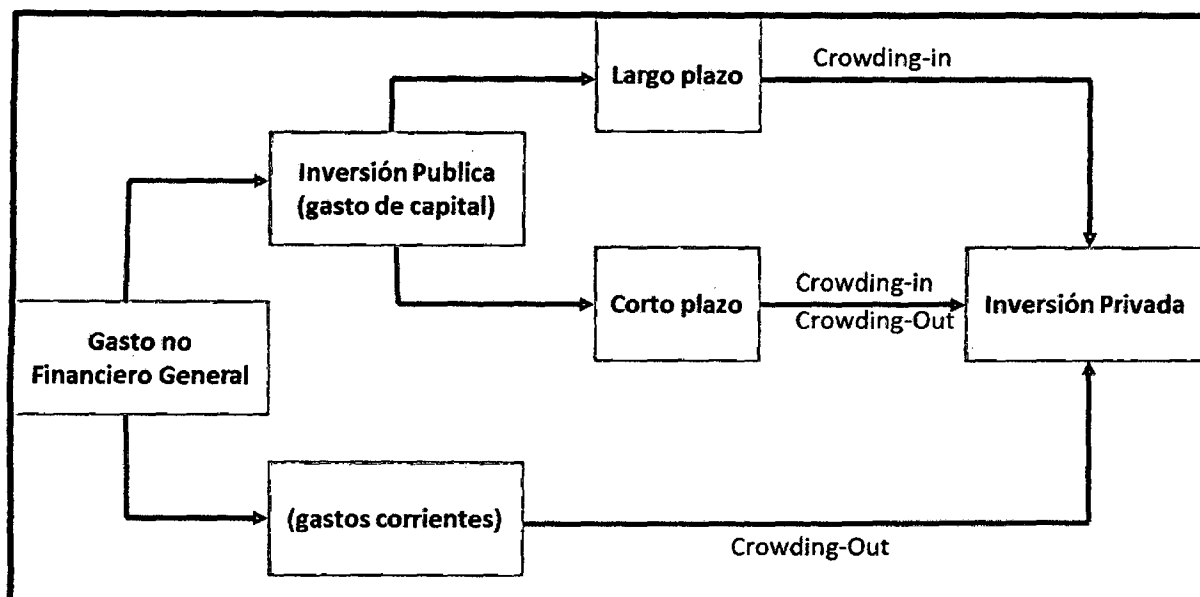 Largo plazo
Crowding-in
Inversión Publica
(gasto de capital)
Corto plazo
Crowding-in
Crowding-Out
Inversión Privada
Gasto no
Financiero General
(gastos corrientes)
Crowding-Out